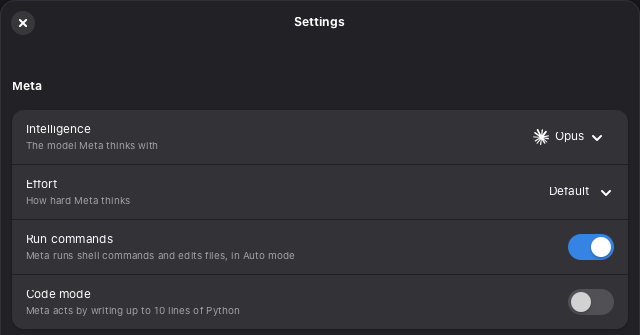 Settings
Meta
Intelligence
The model Meta thinks with
Opus
Effort
How hard Meta thinks
Default
Run commands
Meta runs shell commands and edits files, in Auto mode
Code mode
Meta acts by writing up to 10 lines of Python